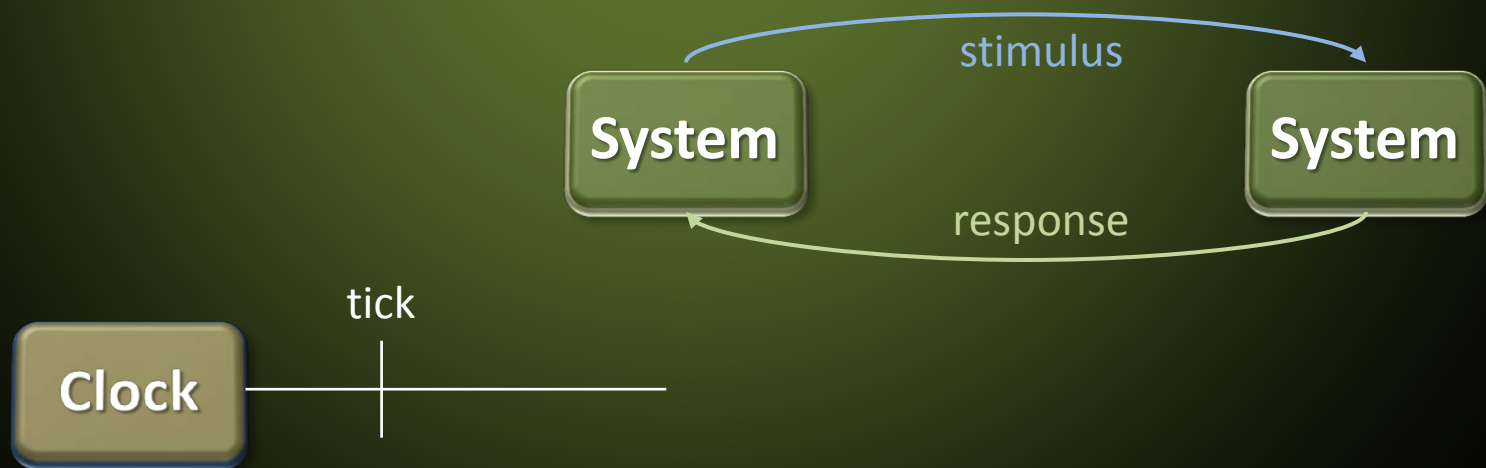 stimulus
System
System
response
tick
Clock